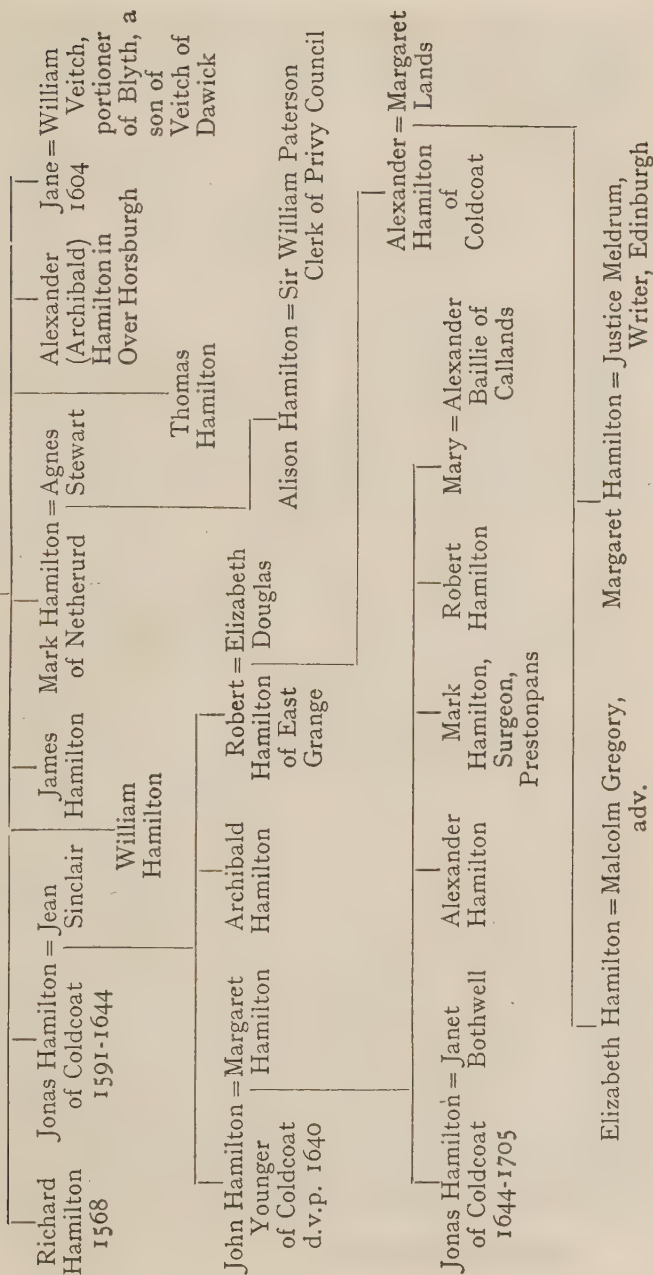 Richard
Hamilton
1568
Jonas Hamilton = Jean
of Coldcoat Sinclair
1591-1644
William
Hamilton
James
Hamilton
Mark Hamilton = Agnes
of Netherurd Stewart
Thomas
Hamilton
Alexander
(Archibald)
Hamilton in
Over Horsburgh
Jane = William
1604 Veitch,
portioner
of Blyth, a
son of
Veitch of
Dawick
John Hamilton = Margaret
Younger Hamilton
of Coldcoat
d.v.p. 1640
Archibald
Hamilton
Robert = Elizabeth
Hamilton Douglas
of East
Grange
Alison Hamilton = Sir William Paterson
Clerk of Privy Council
Jonas Hamilton = Janet
of Coldcoat Bothwell
1644-1705
Alexander
Hamilton
Mark
Hamilton,
Surgeon,
Prestonpans
Robert
Hamilton
Mary = Alexander
Baillie of
Callands
Alexander = Margaret
Hamilton Lands
of
Coldcoat
Elizabeth Hamilton = Malcolm Gregory,
adv.
Margaret Hamilton = Justice Meldrum,
Writer, Edinburgh